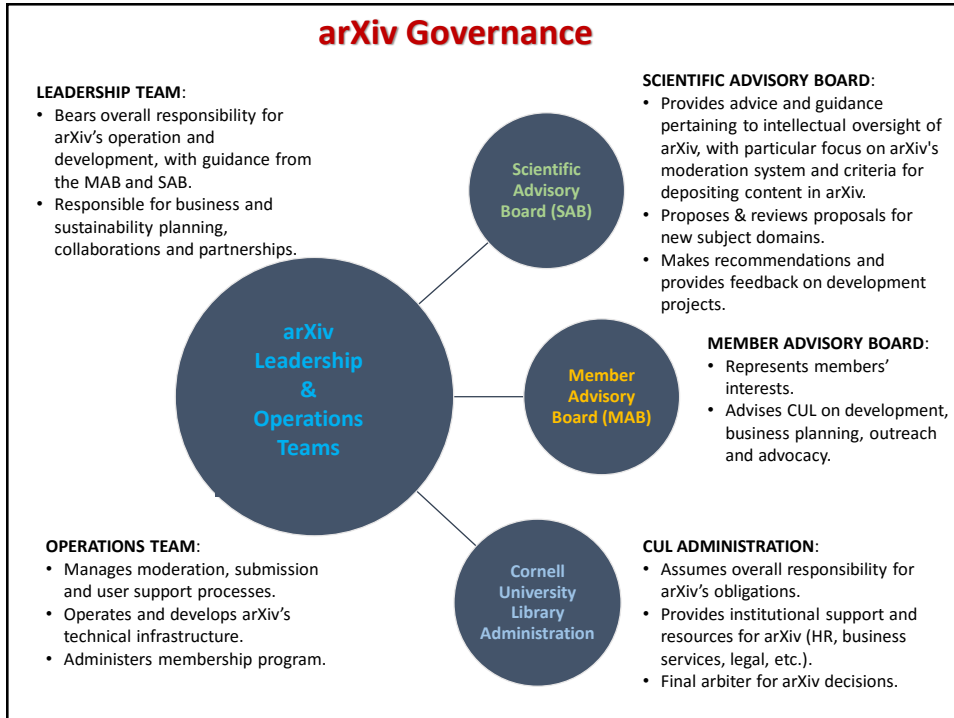 arXiv Governance
LEADERSHIP TEAM:
• Bears overall responsibility for
arXiv’s operation and
development, with guidance from
the MAB and SAB.
• Responsible for business and
sustainability planning,
collaborations and partnerships.
SCIENTIFIC ADVISORY BOARD:
• Provides advice and guidance
pertaining to intellectual oversight of
arXiv, with particular focus on arXiv's
moderation system and criteria for
depositing content in arXiv.
• Proposes & reviews proposals for
new subject domains.
• Makes recommendations and
provides feedback on development
projects.
Scientific
Advisory
Board (SAB)
arXiv
Leadership
&
Operations
Teams
Member
Advisory
Board (MAB)
MEMBER ADVISORY BOARD:
• Represents members’
interests.
• Advises CUL on development,
business planning, outreach
and advocacy.
OPERATIONS TEAM:
• Manages moderation, submission
and user support processes.
• Operates and develops arXiv’s
technical infrastructure.
• Administers membership program.
Cornell
University
Library
Administration
CUL ADMINISTRATION:
• Assumes overall responsibility for
arXiv’s obligations.
• Provides institutional support and
resources for arXiv (HR, business
services, legal, etc.).
• Final arbiter for arXiv decisions.